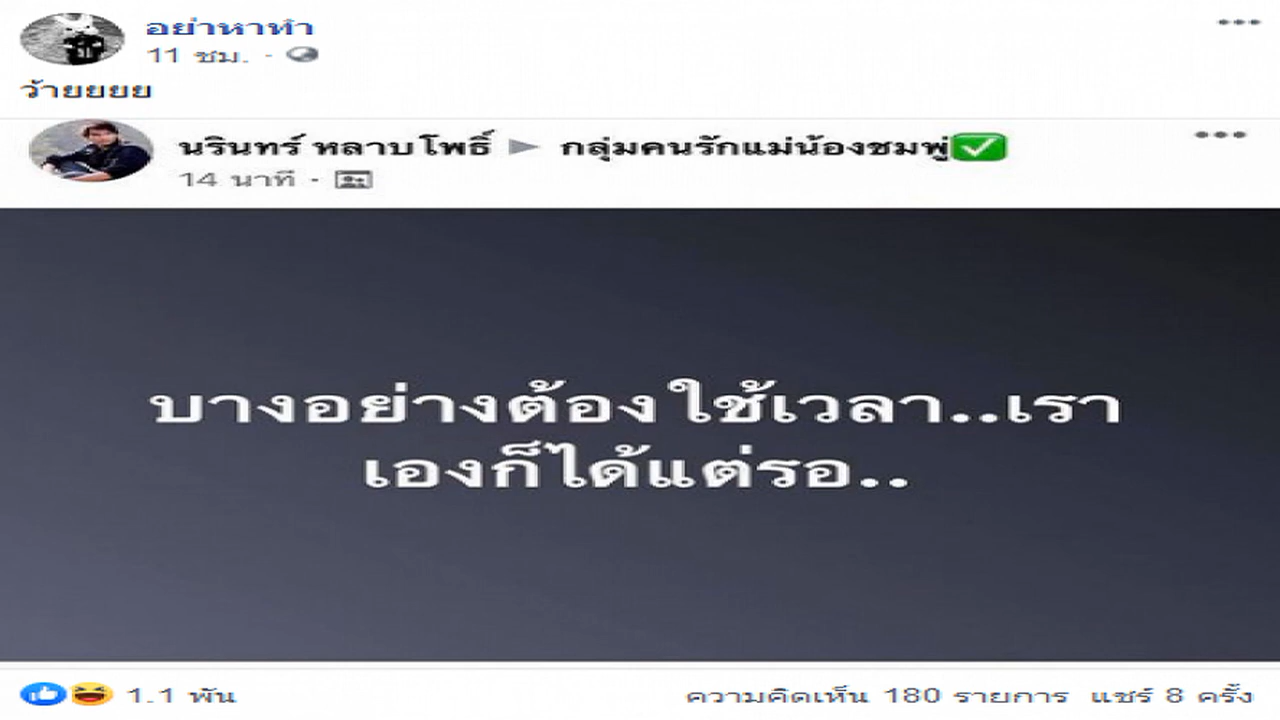 อย่าหาทำ
11 ชม. ·
ว้ายยยย
นรินทร์ หลาบโพธิ์ ▶ กลุ่มคนรักแม่น้องชมพู่✅
14 นาที ·
บางอย่างต้องใช้เวลา..เรา
เองก็ได้แต่รอ..
1.1 พัน ความคิดเห็น 180 รายการ แชร์ 8 ครั้ง